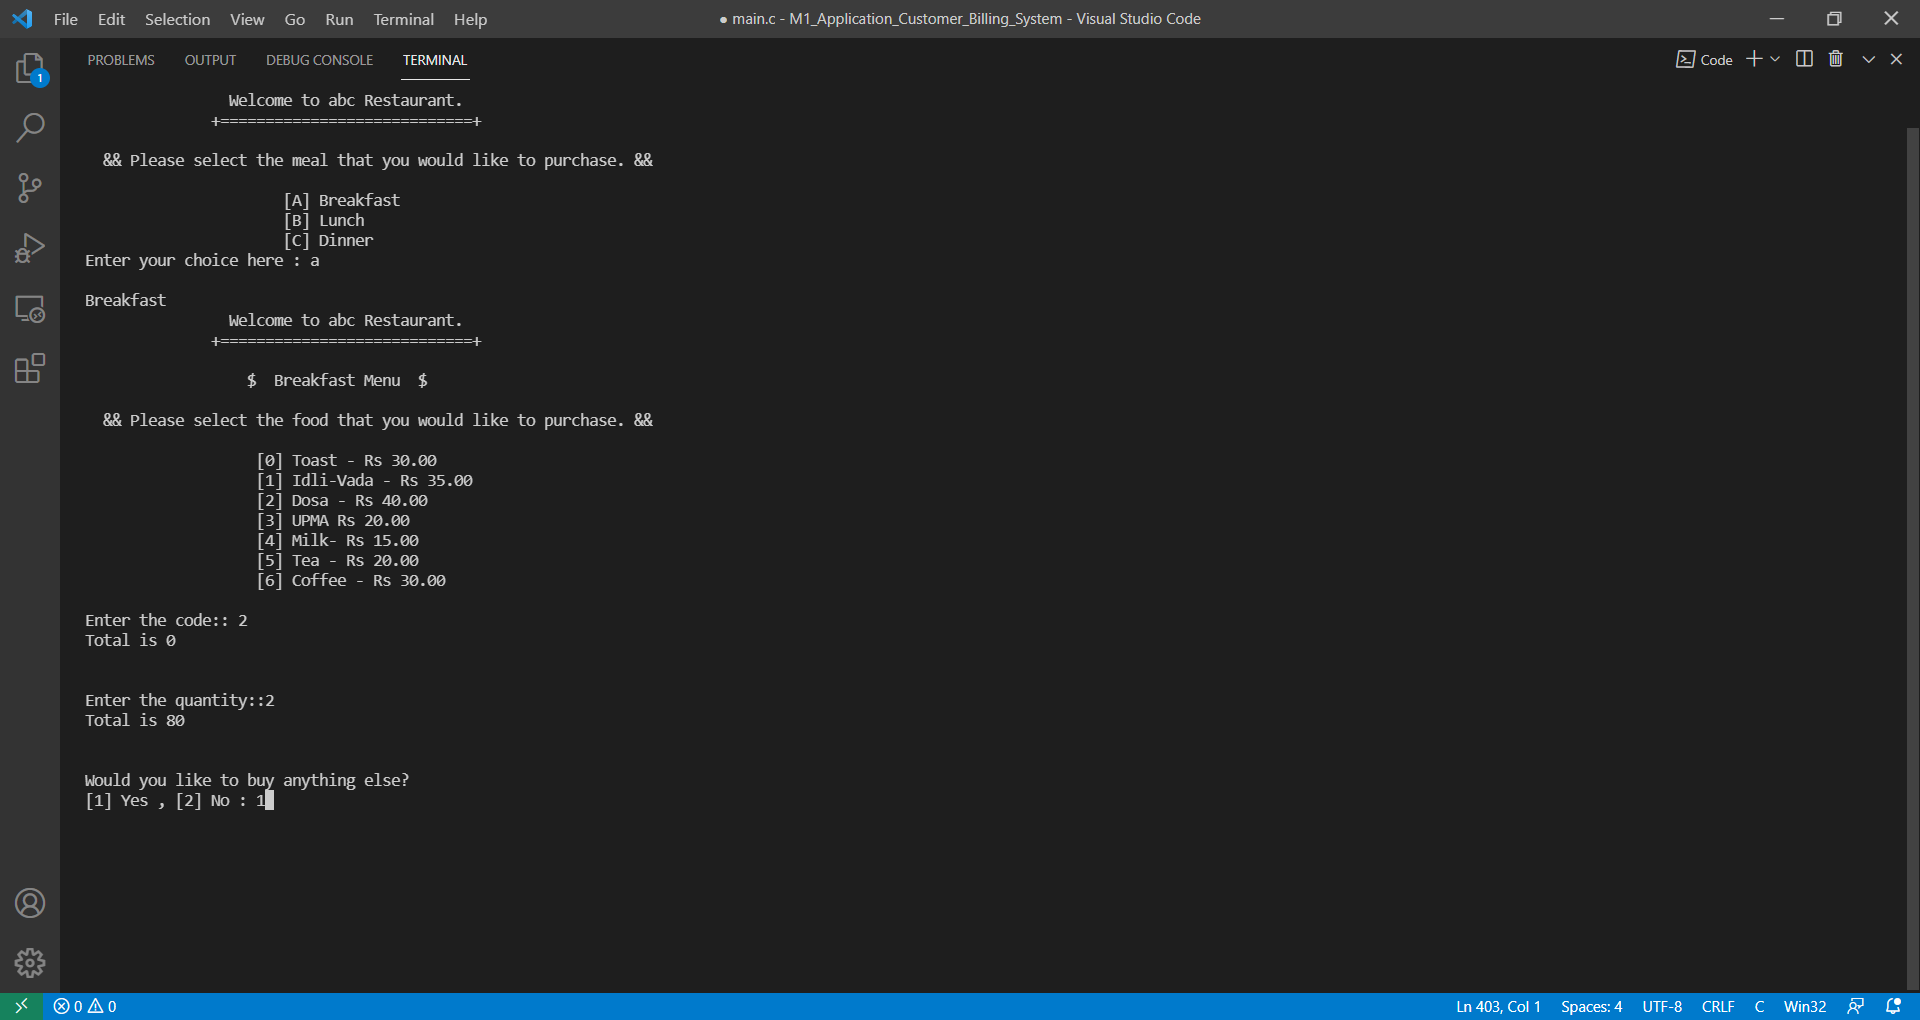 File Edit Selection View Go Run Terminal Help
● main.c - M1_Application_Customer_Billing_System - Visual Studio Code
PROBLEMS OUTPUT DEBUG CONSOLE TERMINAL
Code
1
Welcome to abc Restaurant.
+============================+
&& Please select the meal that you would like to purchase. &&
[A] Breakfast
[B] Lunch
[C] Dinner
Enter your choice here : a
Breakfast
Welcome to abc Restaurant.
+============================+
$  Breakfast Menu  $
&& Please select the food that you would like to purchase. &&
[0] Toast - Rs 30.00
[1] Idli-Vada - Rs 35.00
[2] Dosa - Rs 40.00
[3] UPMA Rs 20.00
[4] Milk- Rs 15.00
[5] Tea - Rs 20.00
[6] Coffee - Rs 30.00
Enter the code:: 2
Total is 0
Enter the quantity::2
Total is 80
Would you like to buy anything else?
[1] Yes , [2] No : 1
0 0
Ln 403, Col 1 Spaces: 4 UTF-8 CRLF C Win32